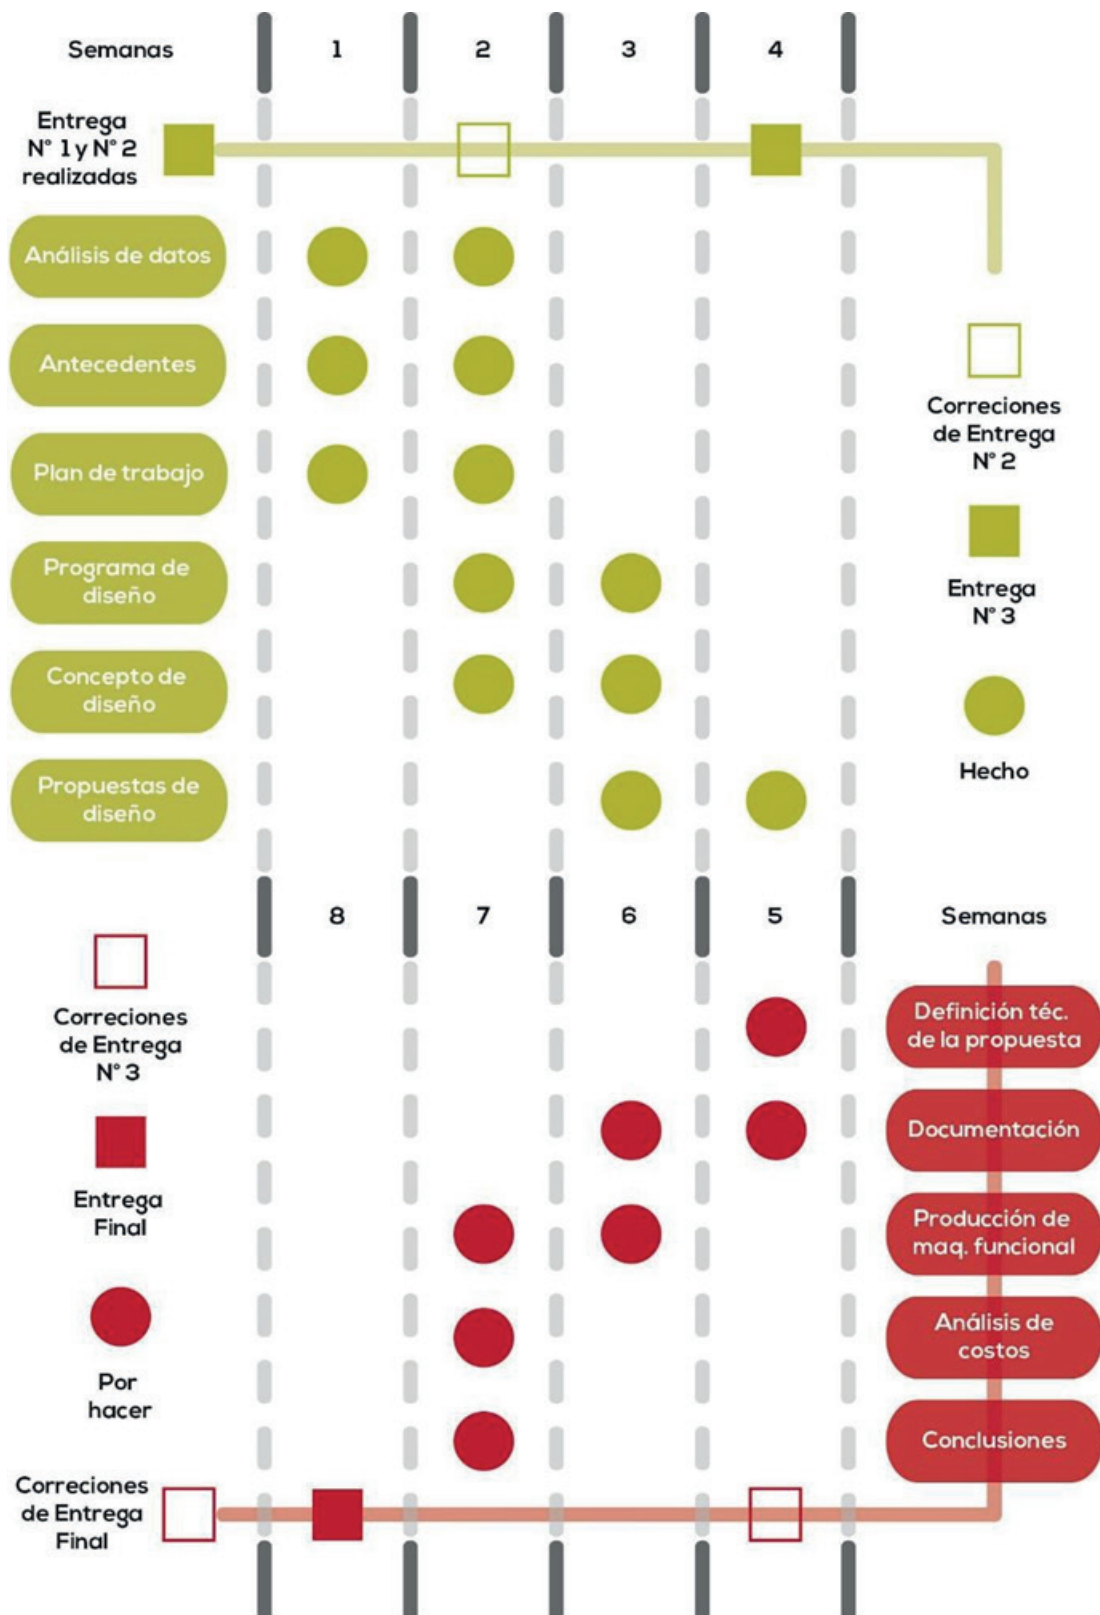 Semanas
1
2
3
4
Entrega
N° 1 y N° 2
realizadas
Análisis de datos
Antecedentes
Plan de trabajo
Programa de
diseño
Concepto de
diseño
Propuestas de
diseño
Correciones
de Entrega
N° 2
Entrega
N° 3
Hecho
8
7
6
5
Semanas
Correciones
de Entrega
N° 3
Entrega
Final
Por
hacer
Definición téc.
de la propuesta
Documentación
Producción de
maq. funcional
Análisis de
costos
Conclusiones
Correciones
de Entrega
Final